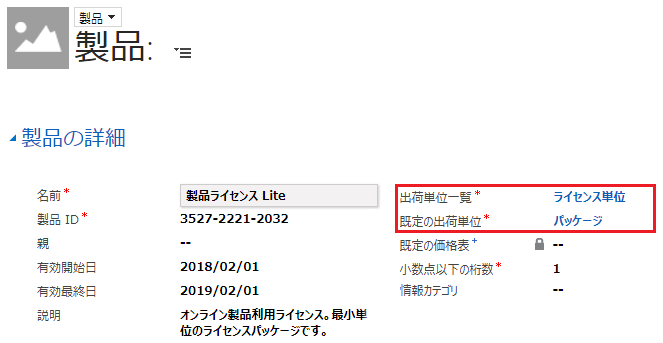 製品
製品:
製品の詳細
名前* 製品ライセンス Lite
製品 ID* 3527-2221-2032
親 --
有効開始日 2018/02/01
有効最終日 2019/02/01
説明 オンライン製品利用ライセンス。最小単
位のライセンスパッケージです。
出荷単位一覧* ライセンス単位
既定の出荷単位* パッケージ
既定の価格表+ --
小数点以下の桁数* 1
情報カテゴリ --